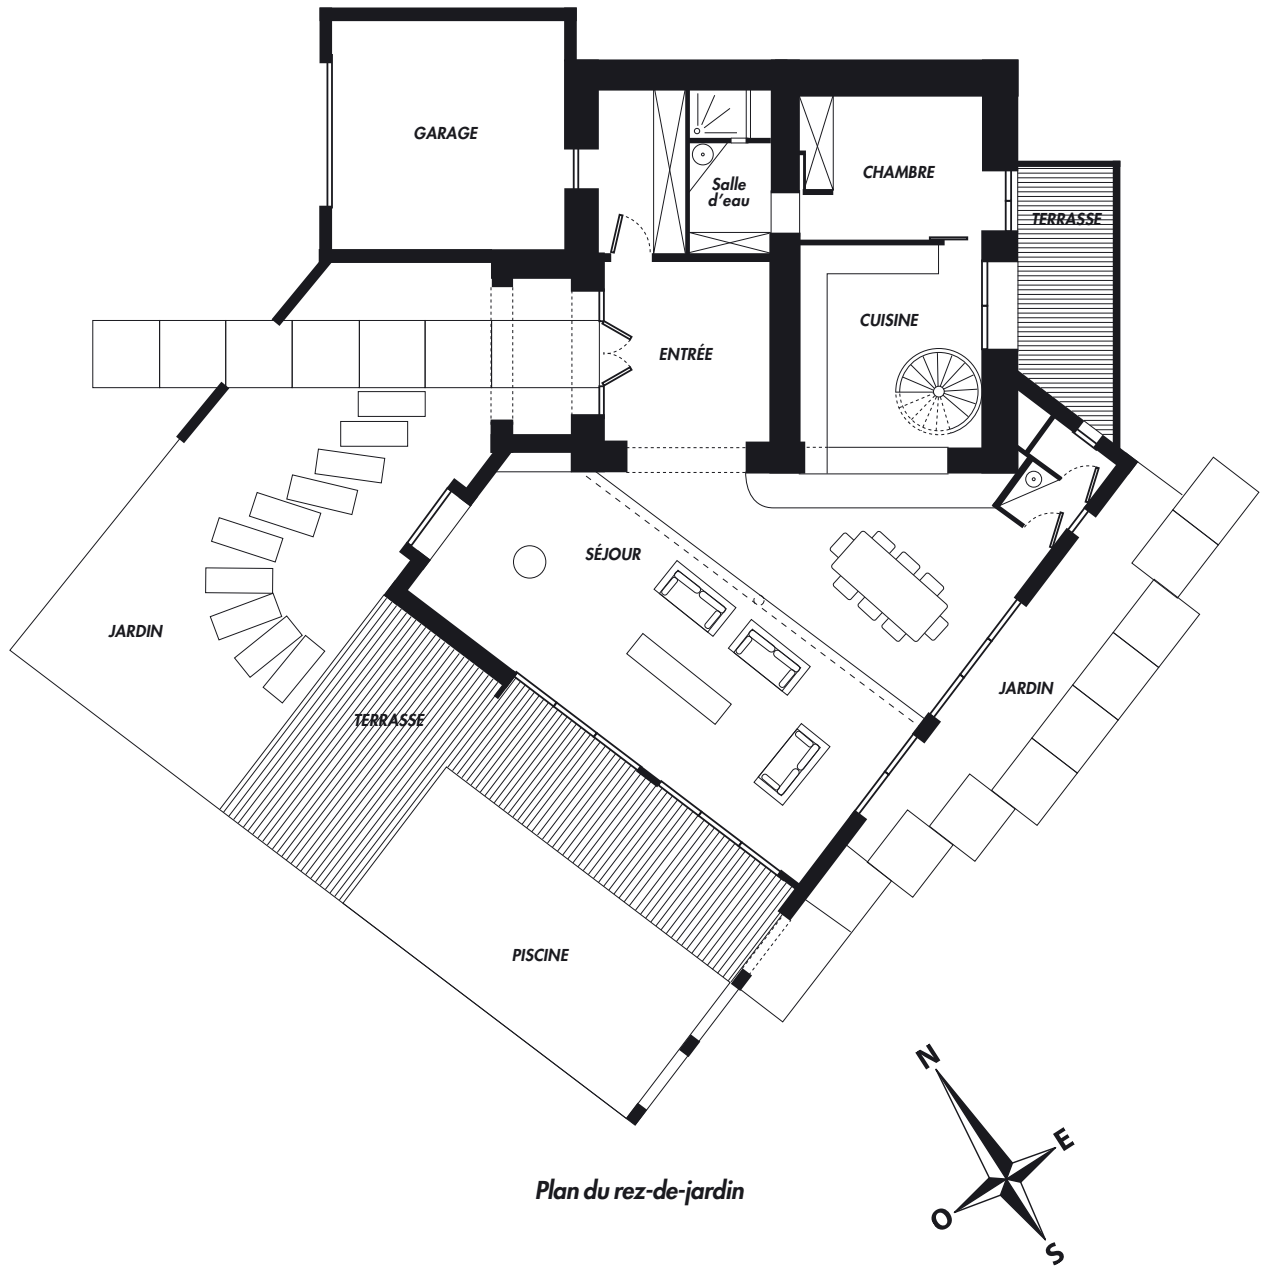 GARAGE
CHAMBRE
Salle
d'eau
TERRASSE
CUISINE
ENTRÉE
SÉJOUR
JARDIN
JARDIN
TERRASSE
PISCINE
N
E
O
S
Plan du rez-de-jardin